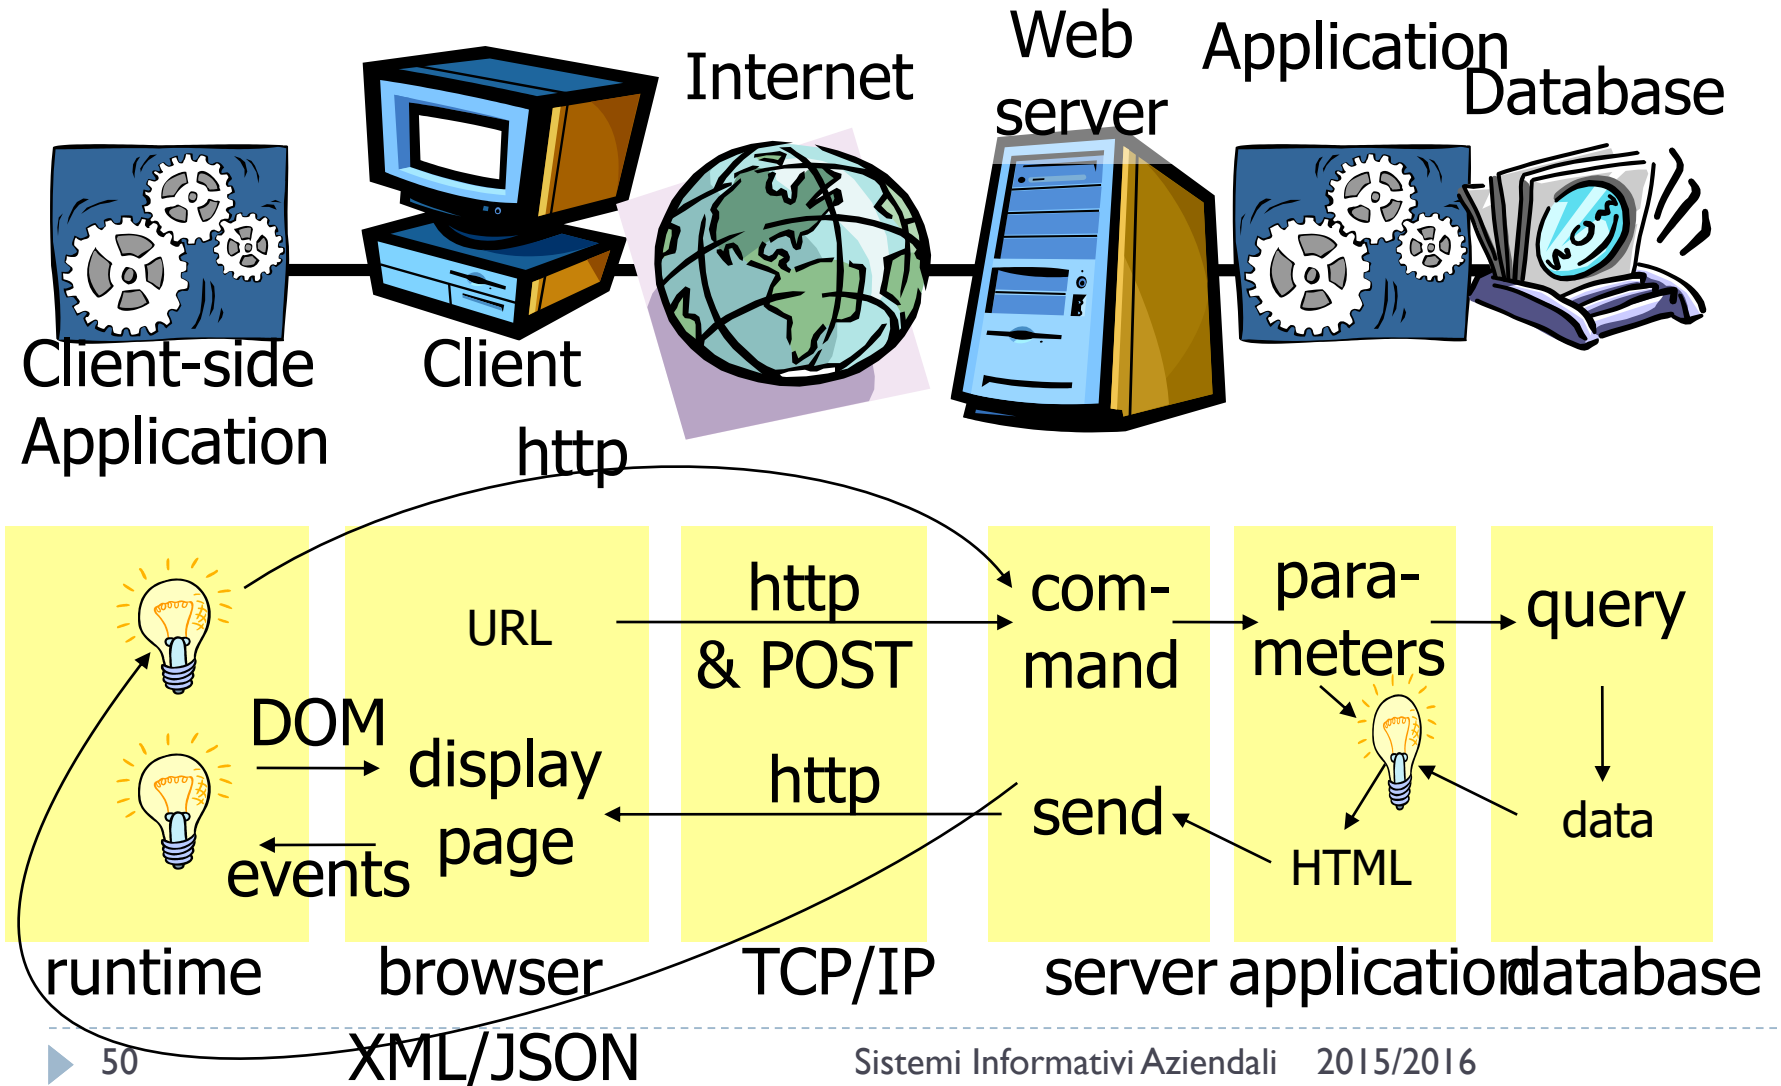 Internet
Web
server
Application
Database
Client-side
Application
Client
http
URL
http
& POST
com-
mand
para-
meters
query
DOM
display
page
events
http
send
HTML
data
runtime
browser
TCP/IP
server
application
database
XML/JSON
50
Sistemi Informativi Aziendali
2015/2016